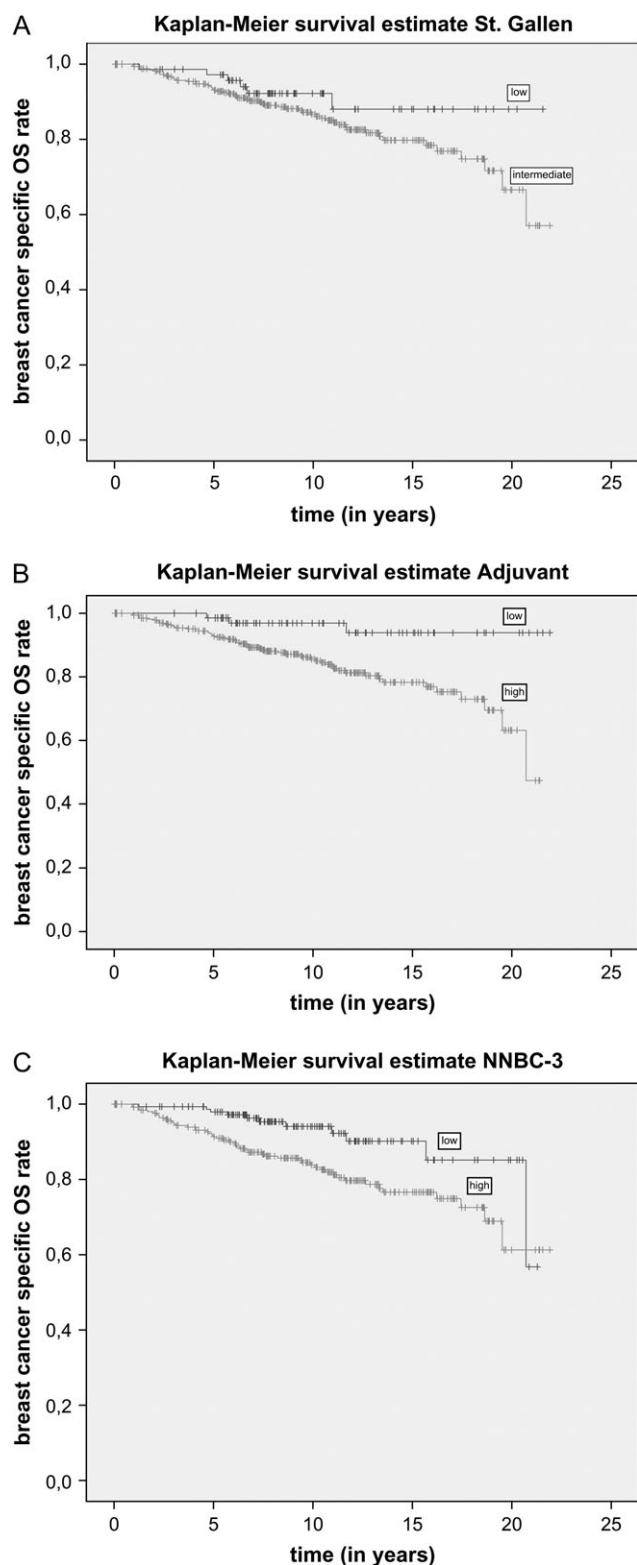 A
Kaplan-Meier survival estimate St. Gallen
breast cancer specific OS rate
1,0
0,8
0,6
0,4
0,2
0,0
low
intermediate
0 5 10 15 20 25
time (in years)
B
Kaplan-Meier survival estimate Adjuvant
breast cancer specific OS rate
1,0
0,8
0,6
0,4
0,2
0,0
low
high
0 5 10 15 20 25
time (in years)
C
Kaplan-Meier survival estimate NNBC-3
breast cancer specific OS rate
1,0
0,8
0,6
0,4
0,2
0,0
low
high
0 5 10 15 20 25
time (in years)